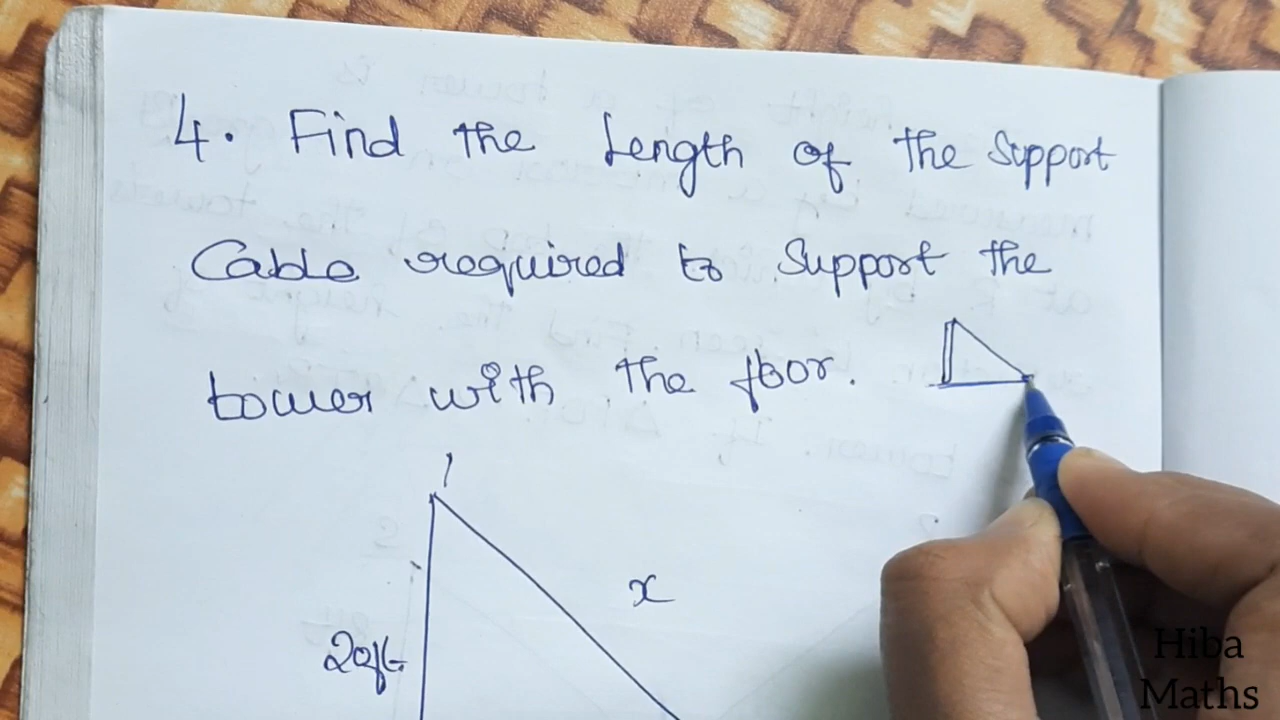 4. Find the Length of the Support
Cable required to Support the
tower with the floor.
x
20ft
Hiba
Maths